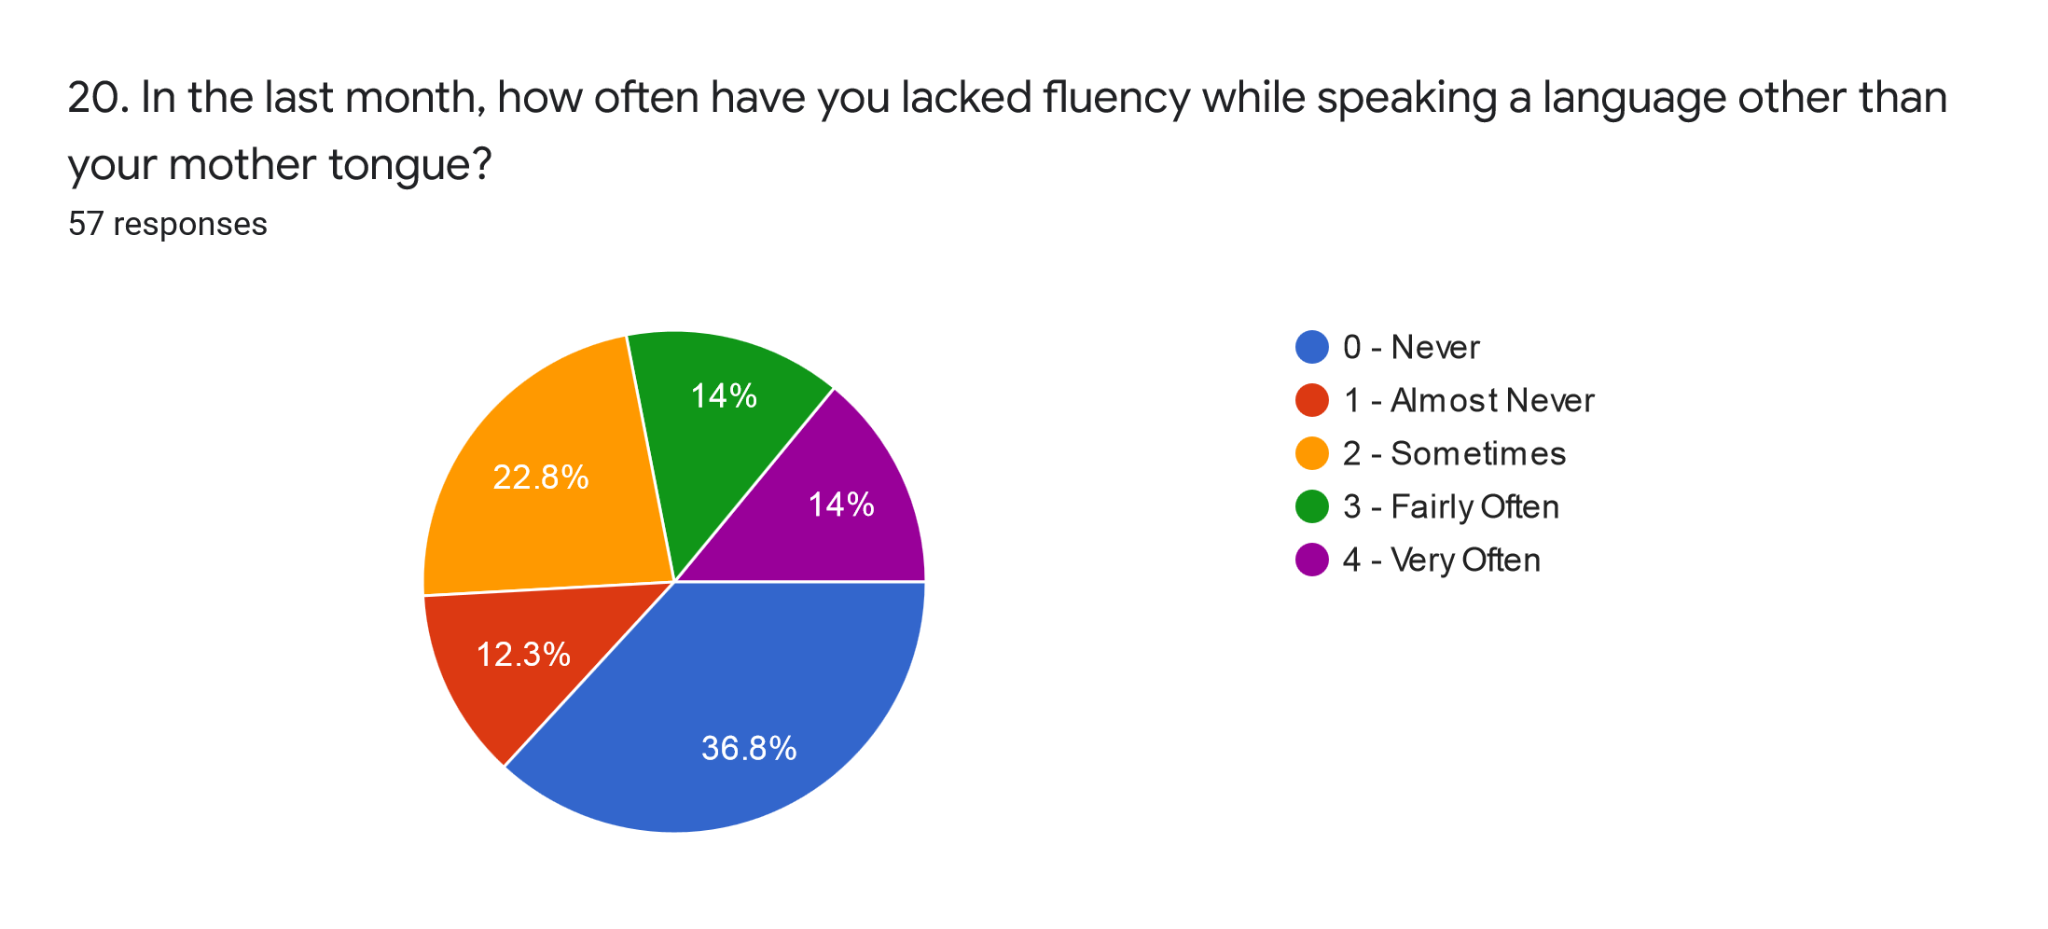 20. In the last month, how often have you lacked fluency while speaking a language other than
your mother tongue?
57 responses
14%
22.8%
14%
12.3%
36.8%
0 - Never
1 - Almost Never
2 - Sometimes
3 - Fairly Often
4 - Very Often